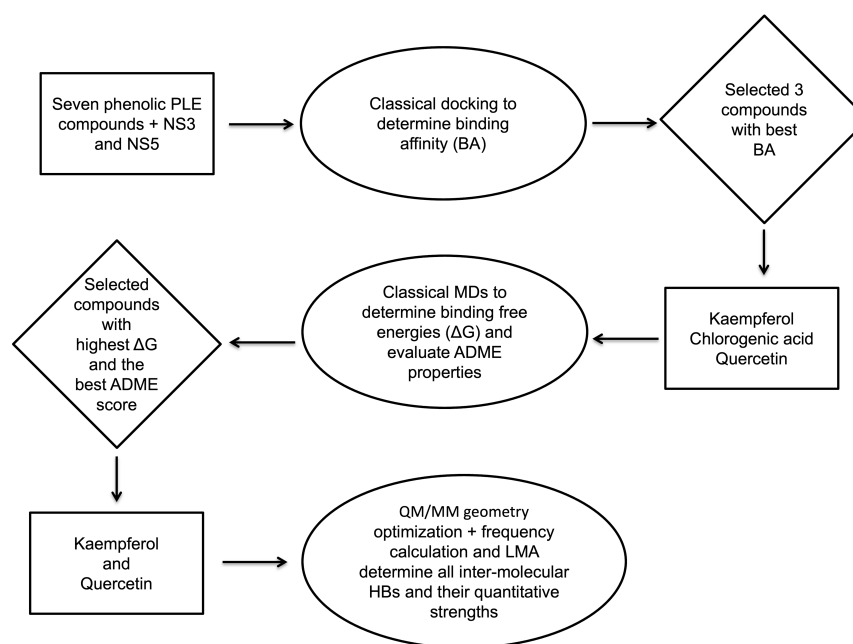 Seven phenolic PLE
compounds + NS3
and NS5
Classical docking to
determine binding
affinity (BA)
Selected 3
compounds
with best
BA
Kaempferol
Chlorogenic acid
Quercetin
Classical MDs to
determine binding free
energies (ΔG) and
evaluate ADME
properties
Selected
compounds
with
highest ΔG
and the
best ADME
score
Kaempferol
and
Quercetin
QM/MM geometry
optimization + frequency
calculation and LMA
determine all inter-molecular
HBs and their quantitative
strengths